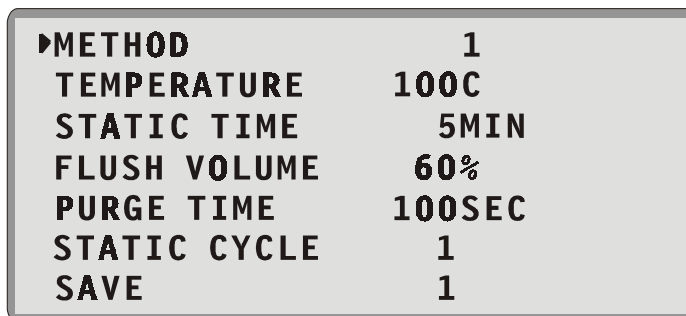 METHOD 1
TEMPERATURE 100C
STATIC TIME 5MIN
FLUSH VOLUME 60%
PURGE TIME 100SEC
STATIC CYCLE 1
SAVE 1